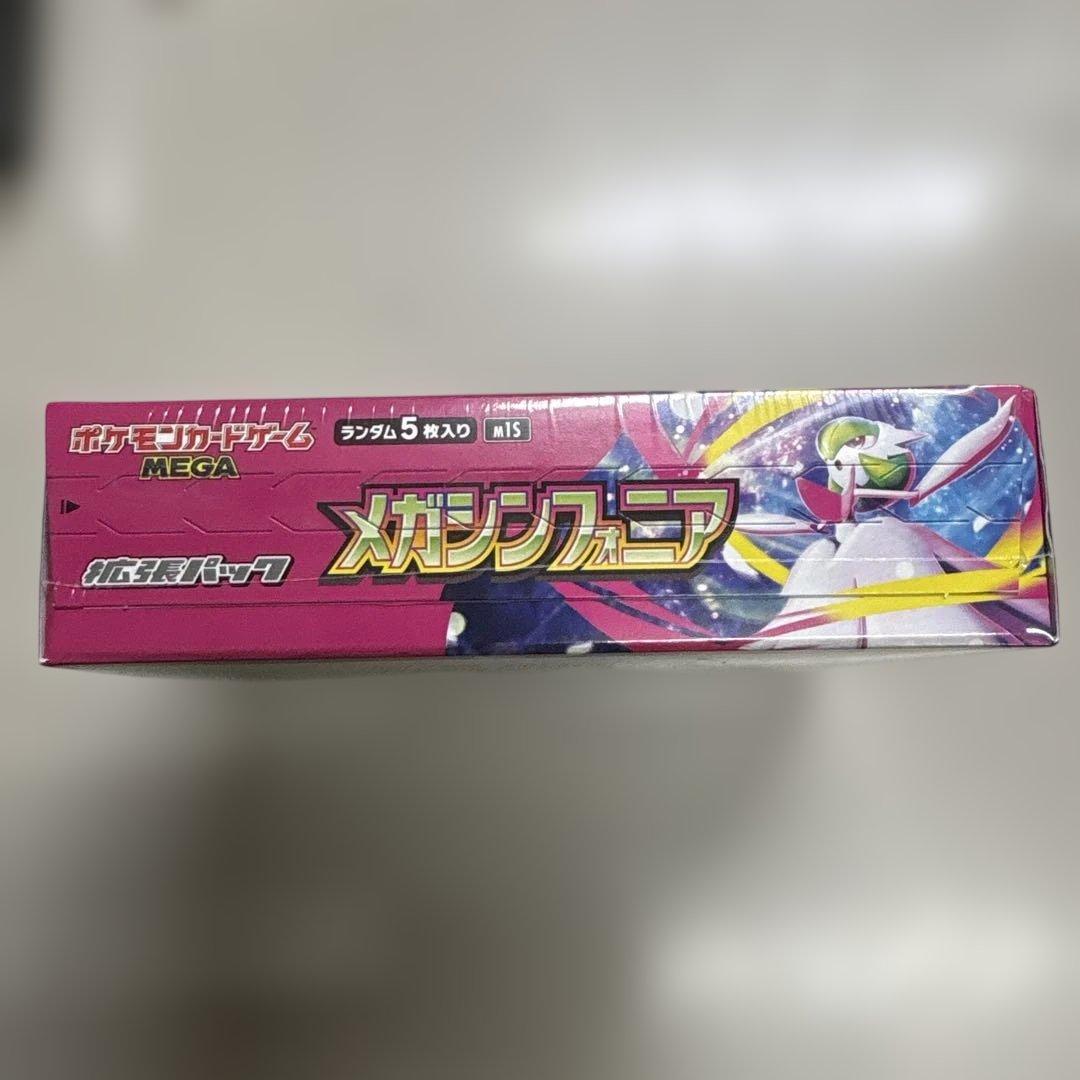 ポケモンカードゲーム
MEGA
ランダム5枚入り
M1S
メガシンフォニア
拡張パック